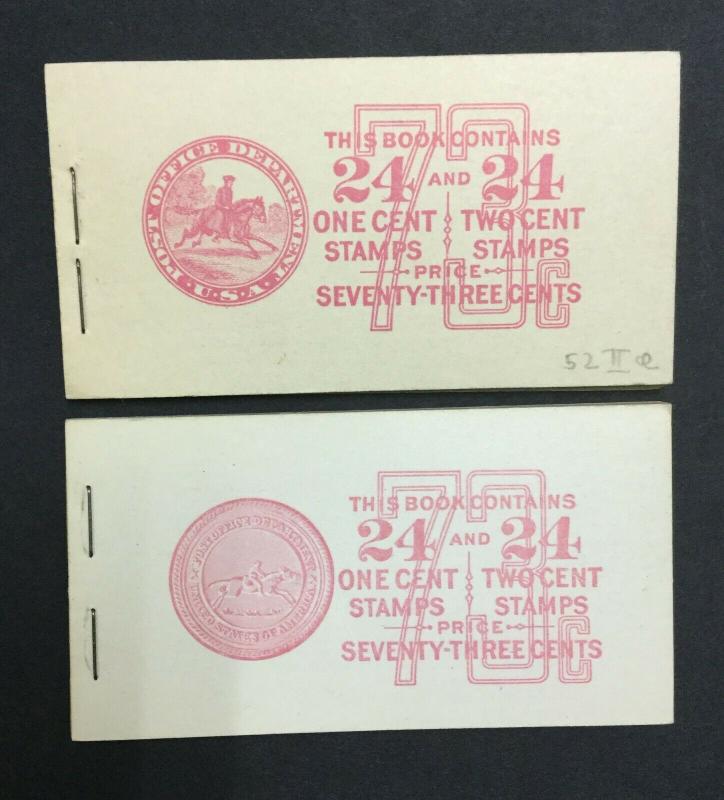 POST OFFICE DEPARTMENT
U.S.A.
THIS BOOK CONTAINS
24 AND 24
ONE CENT TWO CENT
STAMPS STAMPS
PRICE
SEVENTY-THREE CENTS
73c
52 II e
POST OFFICE DEPARTMENT
UNITED STATES OF AMERICA
THIS BOOK CONTAINS
24 AND 24
ONE CENT TWO CENT
STAMPS STAMPS
PRICE
SEVENTY-THREE CENTS
73c